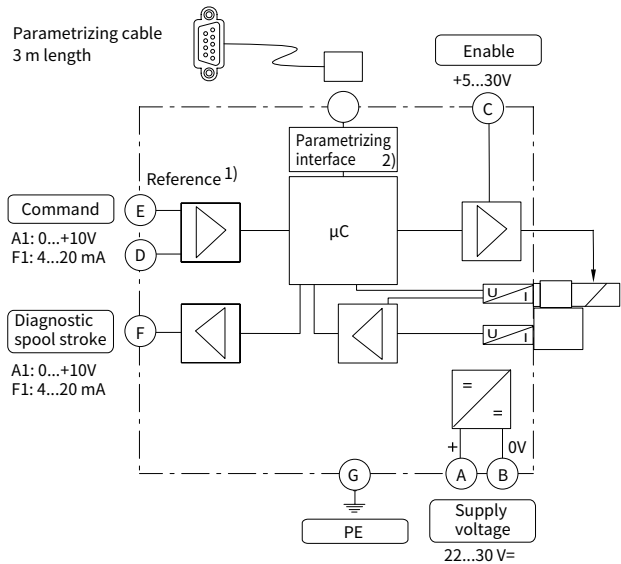 Parametrizing cable
3 m length
Enable
+5...30V
C
Parametrizing
interface 2)
Reference 1)
Command
E
A1: 0...+10V
F1: 4...20 mA
D
µC
U
I
Diagnostic
spool stroke
F
U
I
A1: 0...+10V
F1: 4...20 mA
=
=
+
0V
G
A
B
PE
Supply
voltage
22...30 V=